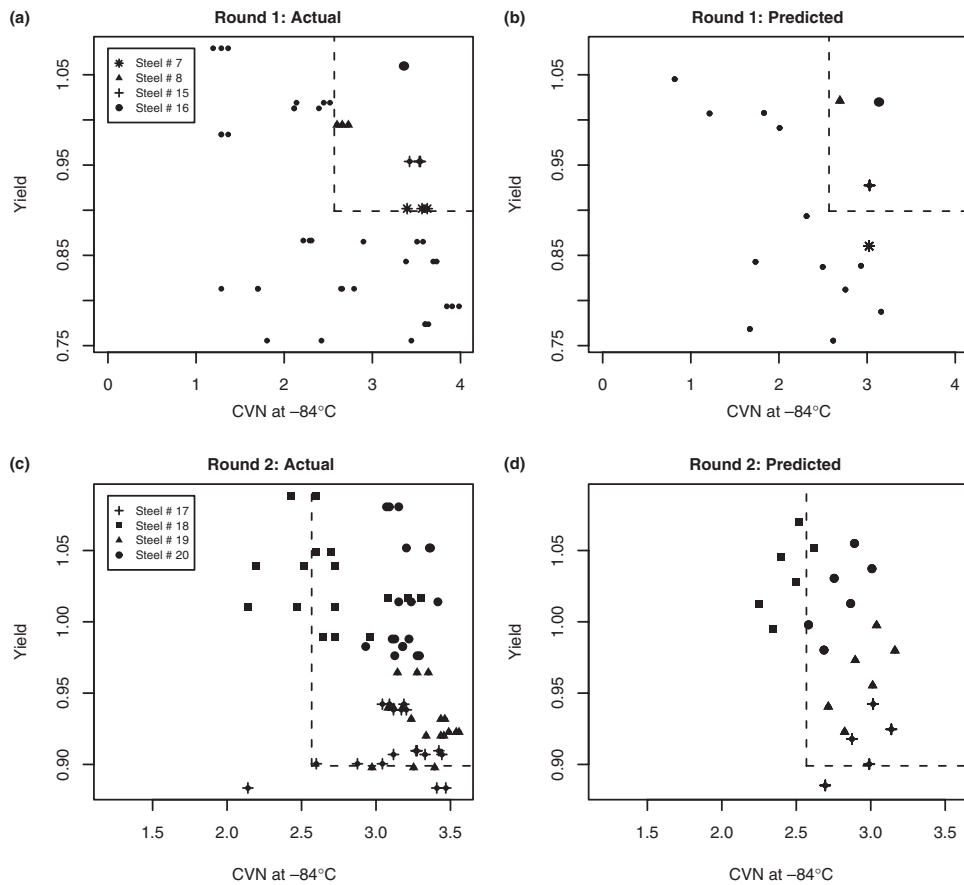 (a)
Round 1: Actual
Steel # 7
Steel # 8
Steel # 15
Steel # 16
Yield
1.05
0.95
0.85
0.75
0 1 2 3 4
CVN at –84°C
(b)
Round 1: Predicted
Yield
1.05
0.95
0.85
0.75
0 1 2 3 4
CVN at –84°C
(c)
Round 2: Actual
Steel # 17
Steel # 18
Steel # 19
Steel # 20
Yield
1.05
1.00
0.95
0.90
1.5 2.0 2.5 3.0 3.5
CVN at –84°C
(d)
Round 2: Predicted
Yield
1.05
1.00
0.95
0.90
1.5 2.0 2.5 3.0 3.5
CVN at –84°C